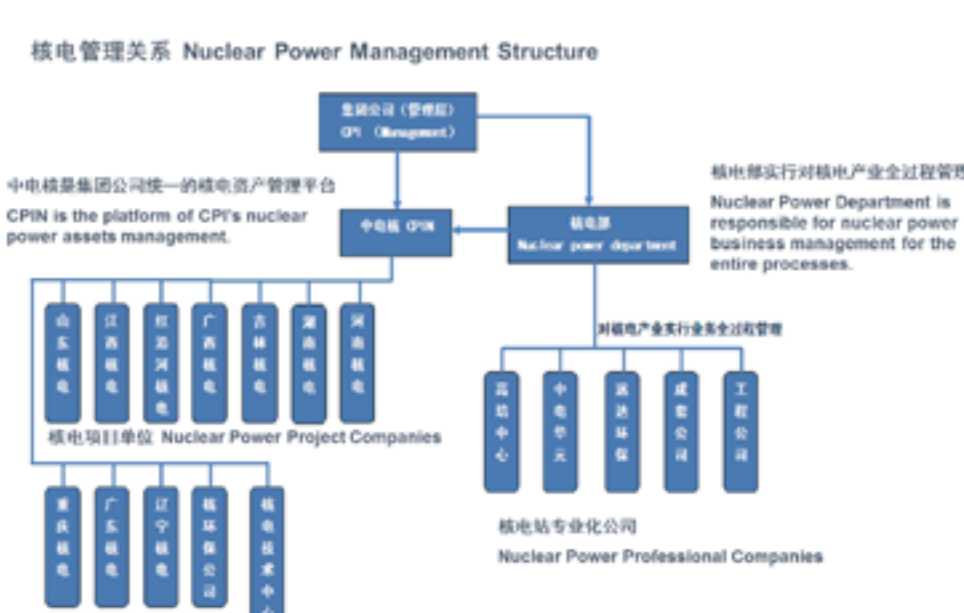 核电管理关系 Nuclear Power Management Structure
集团公司（管理层）
CPI （Management）
中电核是集团公司统一的核电资产管理平台
CPIN is the platform of CPI's nuclear
power assets management.
中电核 CPIN
核电部
Nuclear power department
核电部实行对核电产业全过程管理
Nuclear Power Department is
responsible for nuclear power
business management for the
entire processes.
山东核电
江西核电
红沿河核电
广西核电
吉林核电
湖南核电
河南核电
核电项目单位 Nuclear Power Project Companies
对核电产业实行业务全过程管理
高培中心
中电华元
远达环保
成套公司
工程公司
核电站专业化公司
Nuclear Power Professional Companies
重庆核电
广东核电
辽宁核电
核环保公司
核电技术中心